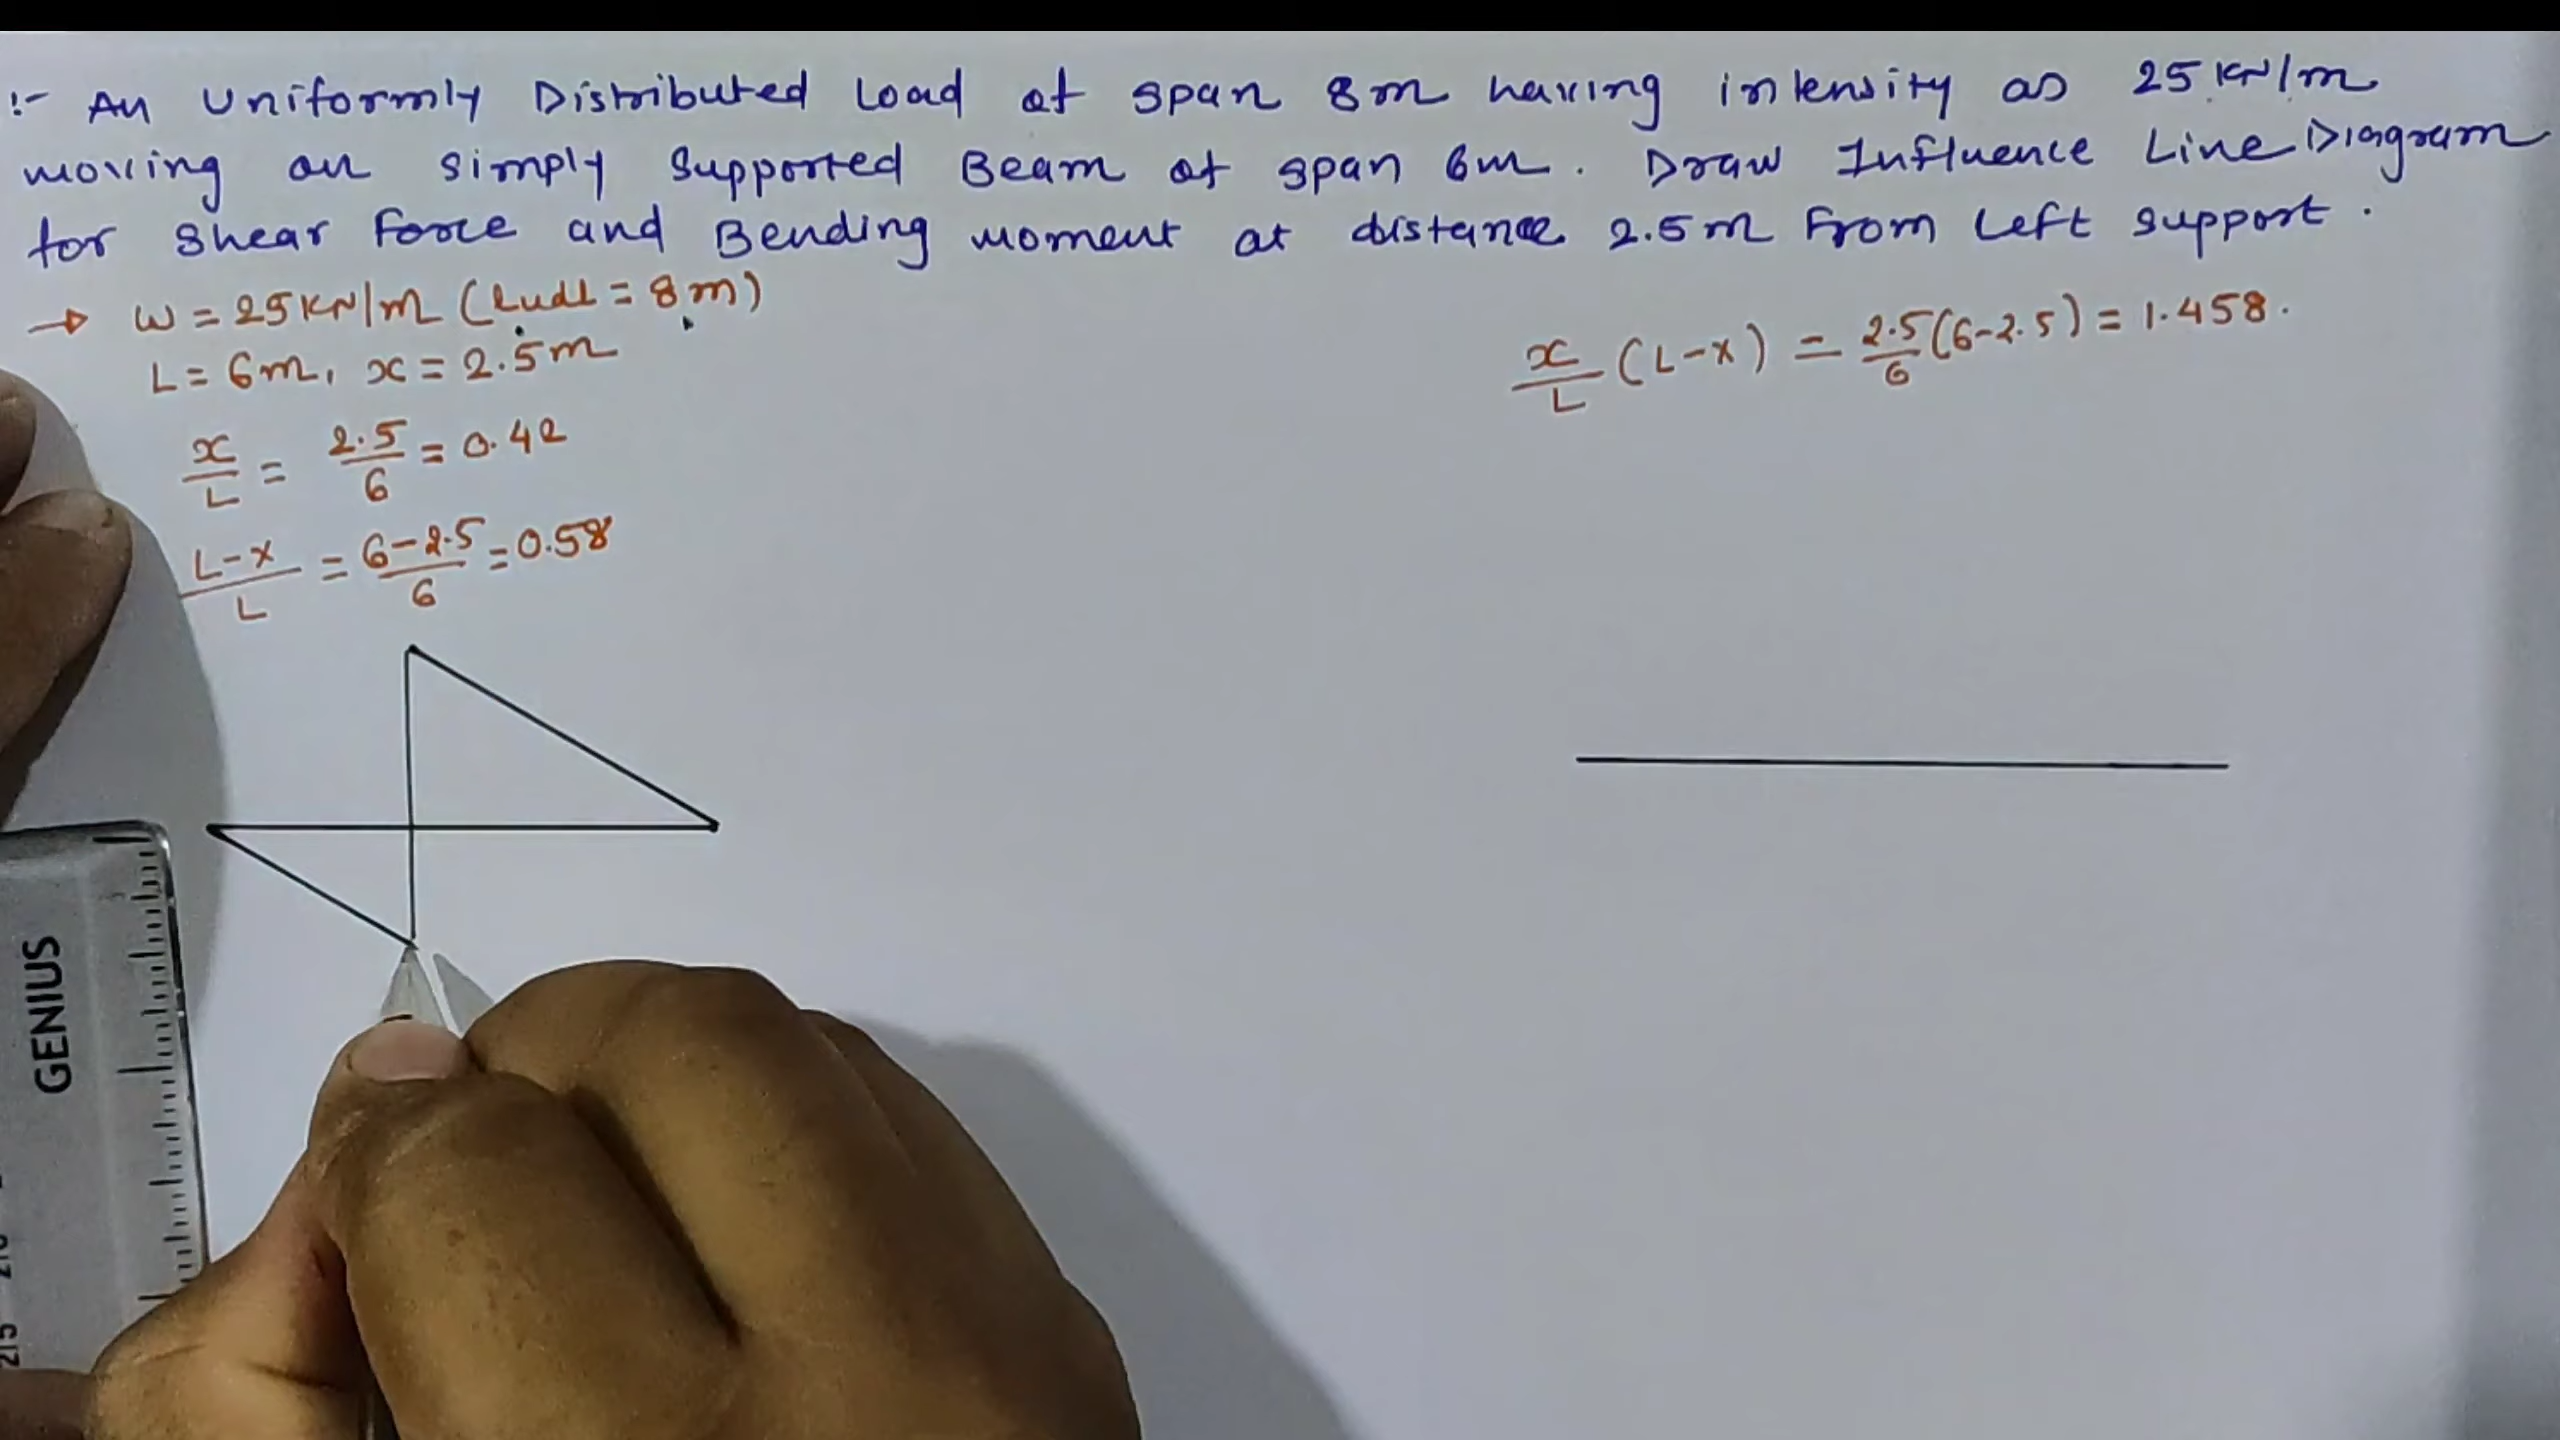 :- An Uniformly Distributed Load of span 8m having intensity as 25 KN/m
moving on simply supported Beam of span 6m. Draw Influence Line Diagram
for Shear Force and Bending moment at distance 2.5m From Left support.
→ W = 25KN/m (Ludl = 8m)
L = 6m, x = 2.5m
x/L = 2.5/6 = 0.42
L-x/L = 6-2.5/6 = 0.58
x/L (L-x) = 2.5/6 (6-2.5) = 1.458.
GENIUS